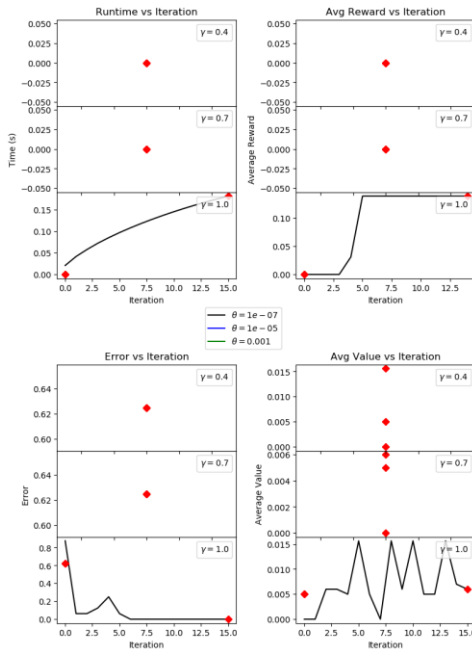 Runtime vs Iteration
0.050
0.025
0.000
−0.025
−0.050
γ = 0.4
0.050
0.025
0.000
−0.025
−0.050
γ = 0.7
Time (s)
0.15
0.10
0.05
0.00
γ = 1.0
0.0 2.5 5.0 7.5 10.0 12.5 15.0
Iteration
Avg Reward vs Iteration
0.050
0.025
0.000
−0.025
−0.050
γ = 0.4
0.050
0.025
0.000
−0.025
−0.050
γ = 0.7
Average Reward
0.10
0.05
0.00
γ = 1.0
0.0 2.5 5.0 7.5 10.0 12.5 15.0
Iteration
θ = 1e − 07
θ = 1e − 05
θ = 0.001
Error vs Iteration
0.64
0.62
0.60
γ = 0.4
0.64
0.62
0.60
γ = 0.7
Error
0.8
0.6
0.4
0.2
0.0
γ = 1.0
0.0 2.5 5.0 7.5 10.0 12.5 15.0
Iteration
Avg Value vs Iteration
0.015
0.010
0.005
0.000
γ = 0.4
0.006
0.004
0.002
0.000
γ = 0.7
Average Value
0.015
0.010
0.005
0.000
γ = 1.0
0.0 2.5 5.0 7.5 10.0 12.5 15.0
Iteration